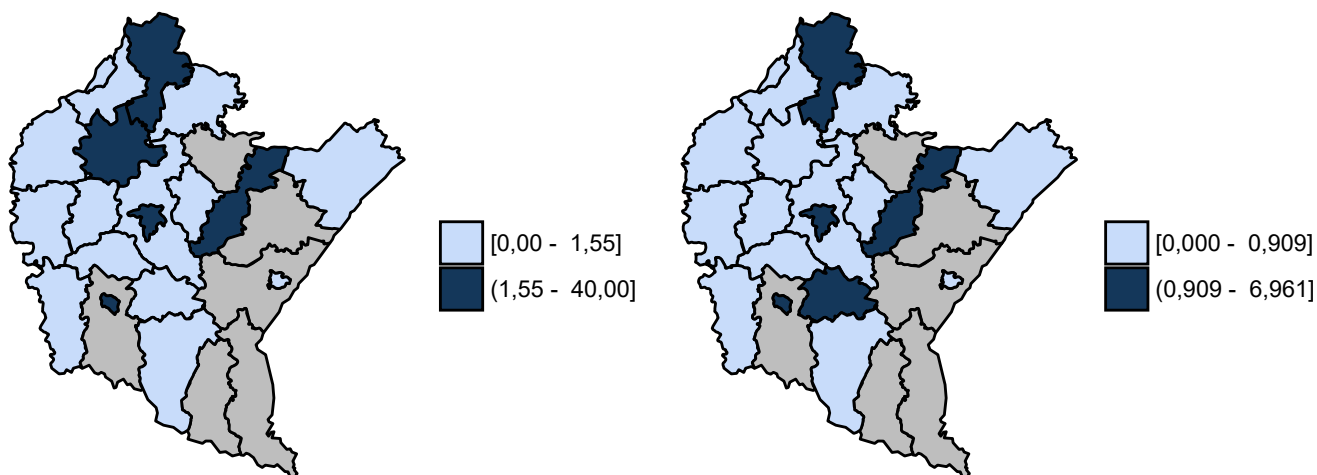 [0,00 - 1,55]
(1,55 - 40,00]
[0,000 - 0,909]
(0,909 - 6,961]